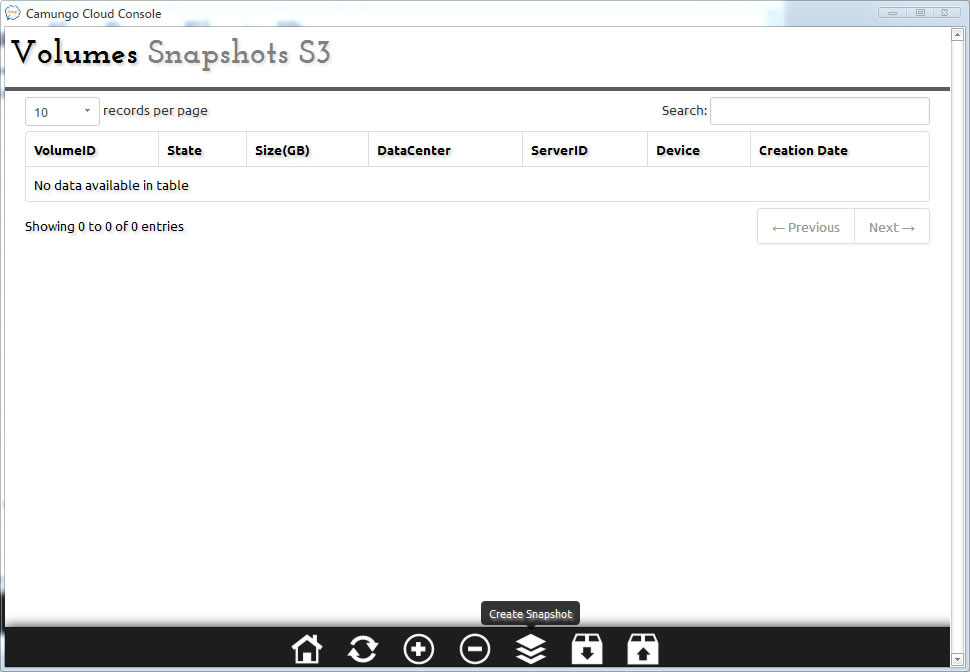 Camungo Cloud Console
Volumes Snapshots S3
10 records per page Search:
VolumeID State Size(GB) DataCenter ServerID Device Creation Date
No data available in table
Showing 0 to 0 of 0 entries ← Previous Next →
Create Snapshot